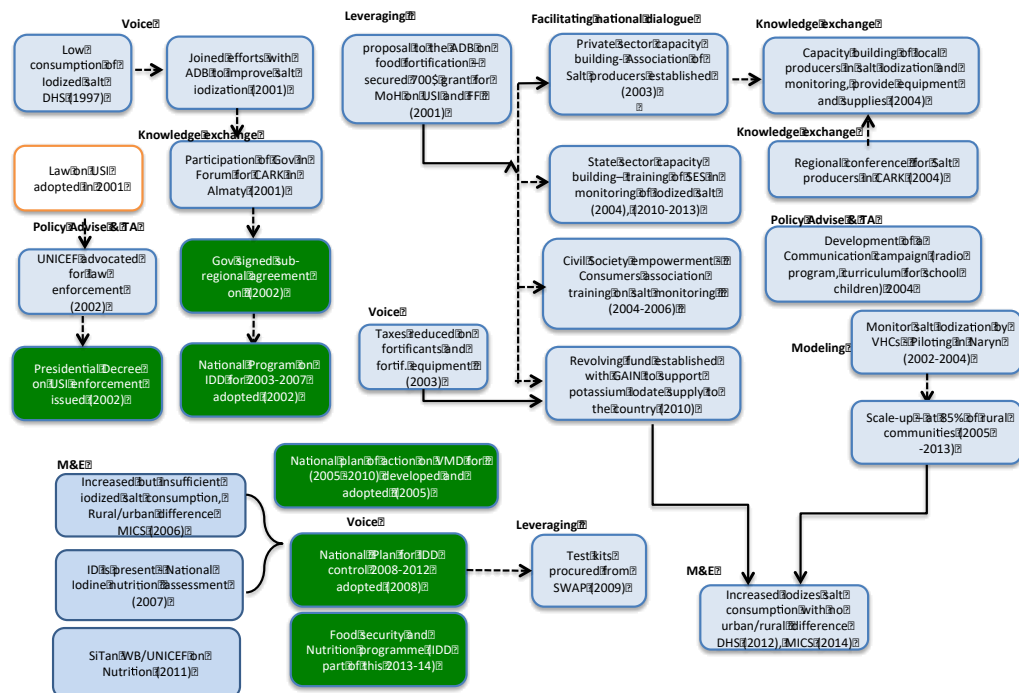 Voice
Low
consumption of
Iodized salt
DHS (1997)
Joined efforts with
ADB to improve salt
iodization (2001)
Knowledge exchange
Participation of Gov in
Forum for CARK in
Almaty (2001)
Gov signed sub-
regional agreement
on (2002)
National Program on
IDD for 2003-2007
adopted (2002)
Law on USI
adopted in 2001
Policy Advise & TA
UNICEF advocated
for law
enforcement
(2002)
Presidential Decree
on USI enforcement
issued (2002)
Leveraging
proposal to the ADB on
food fortification –
secured 700$ grant for
MoH on USI and FF
(2001)
Voice
Taxes reduced on
fortificants and
fortif. equipment
(2003)
Facilitating national dialogue
Private sector capacity
building- Association of
Salt producers established
(2003)
State sector capacity
building – training of SES in
monitoring of iodized salt
(2004), (2010-2013)
Civil Society empowerment –
Consumers association
training on salt monitoring
(2004-2006)
Revolving fund established
with GAIN to support
potassium iodate supply to
the country (2010)
Knowledge exchange
Capacity building of local
producers in salt iodization and
monitoring, provide equipment
and supplies (2004)
Knowledge exchange
Regional conference for Salt
producers in CARK (2004)
Policy Advise & TA
Development of a
Communication campaign (radio
program, curriculum for school
children) 2004
Modeling
Monitor salt iodization by
VHCs – Piloting in Naryn
(2002-2004)
Scale-up – at 85% of rural
communities (2005
-2013)
M&E
Increased but insufficient
iodized salt consumption,
Rural/urban difference
MICS (2006)
ID is present – National
Iodine nutrition assessment
(2007)
SiTan WB/UNICEF on
Nutrition (2011)
National plan of action on VMD for
(2005-2010) developed and
adopted (2005)
Voice
National Plan for IDD
control 2008-2012
adopted (2008)
Food security and
Nutrition programme (IDD
part of this 2013-14)
Leveraging
Test kits
procured from
SWAP (2009)
M&E
Increased iodizes salt
consumption with no
urban/rural difference
DHS (2012), MICS (2014)